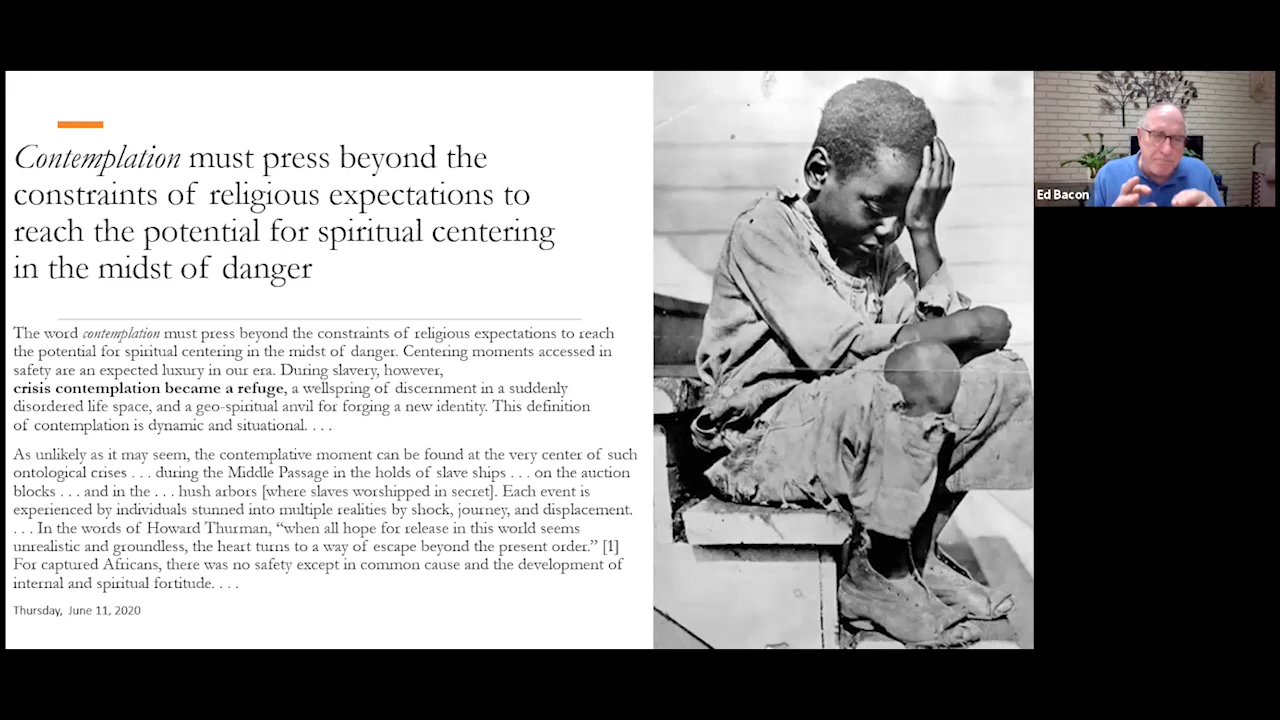 Contemplation must press beyond the
constraints of religious expectations to
reach the potential for spiritual centering
in the midst of danger
The word contemplation must press beyond the constraints of religious expectations to reach
the potential for spiritual centering in the midst of danger. Centering moments accessed in
safety are an expected luxury in our era. During slavery, however,
crisis contemplation became a refuge, a wellspring of discernment in a suddenly
disordered life space, and a geo-spiritual anvil for forging a new identity. This definition
of contemplation is dynamic and situational. . . .
As unlikely as it may seem, the contemplative moment can be found at the very center of such
ontological crises . . . during the Middle Passage in the holds of slave ships . . . on the auction
blocks . . . and in the . . . hush arbors [where slaves worshipped in secret]. Each event is
experienced by individuals stunned into multiple realities by shock, journey, and displacement.
. . . In the words of Howard Thurman, “when all hope for release in this world seems
unrealistic and groundless, the heart turns to a way of escape beyond the present order.” [1]
For captured Africans, there was no safety except in common cause and the development of
internal and spiritual fortitude. . . .
Thursday, June 11, 2020
Ed Bacon